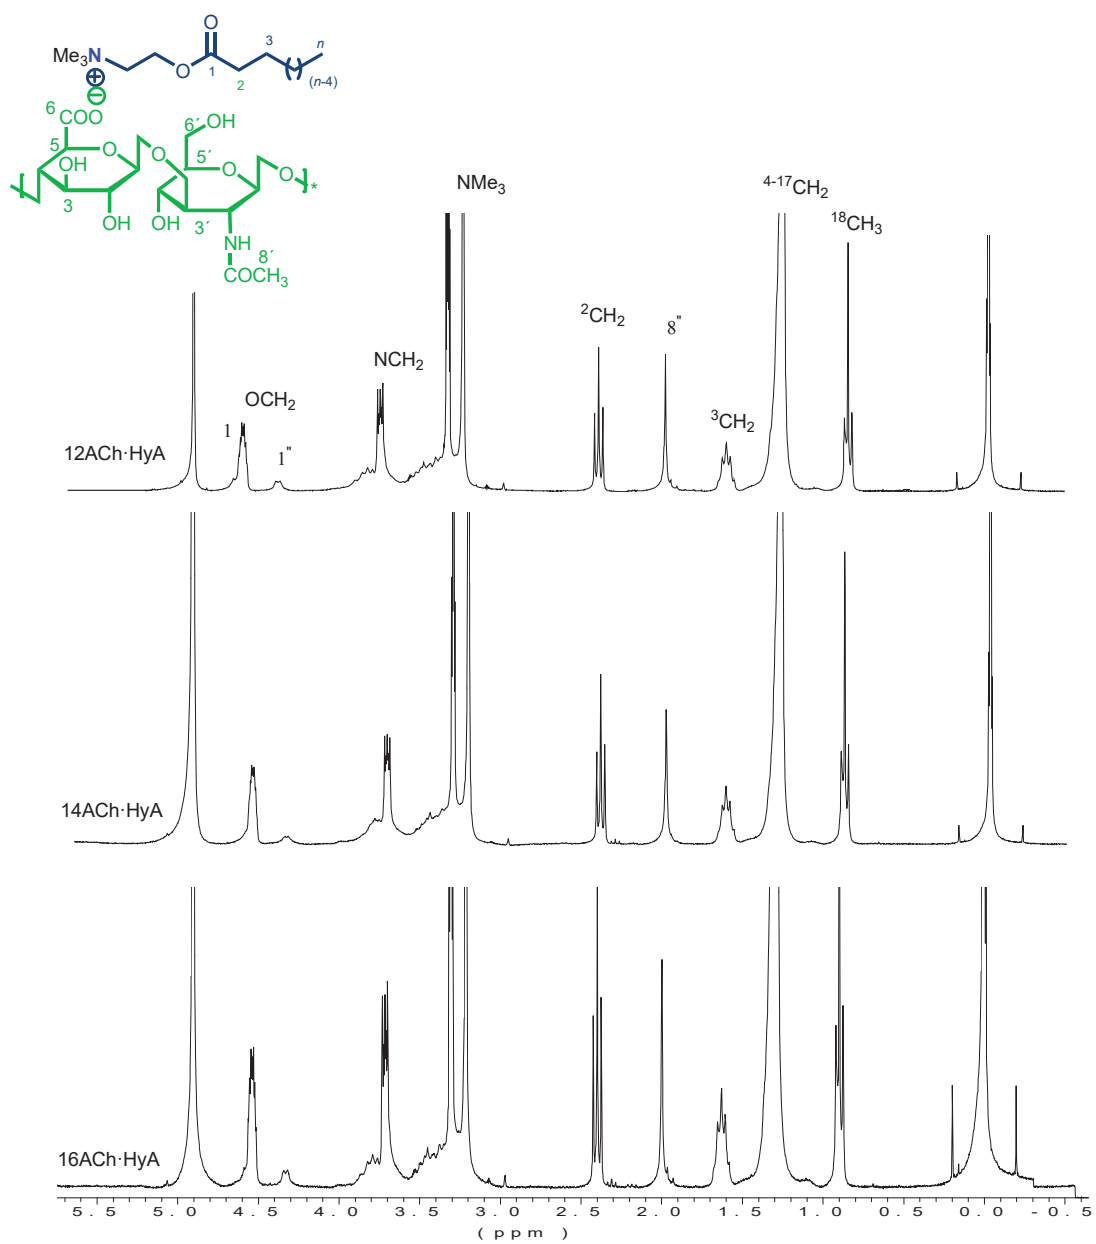 O
Me3N
⊕
O
1
2
3
n
(n-4)
⊖
6 COO
6´ OH
5
O
O
5´
O
O
*
OH
3
OH
OH
3´
NH
8´
COCH3
NMe3
4-17CH2
18CH3
2CH2
8"
NCH2
OCH2
3CH2
1
1"
12ACh·HyA
14ACh·HyA
16ACh·HyA
5.5 5.0 4.5 4.0 3.5 3.0 2.5 2.0 1.5 1.0 0.5 0.0 -0.5
(ppm)